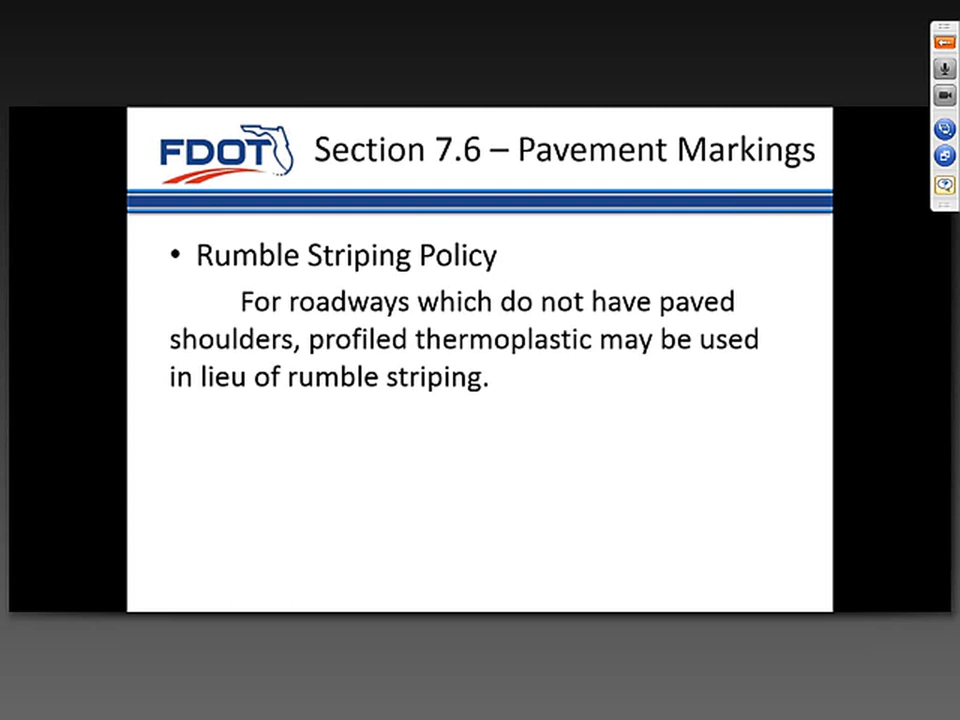 FDOT
Section 7.6 – Pavement Markings
• Rumble Striping Policy
For roadways which do not have paved
shoulders, profiled thermoplastic may be used
in lieu of rumble striping.